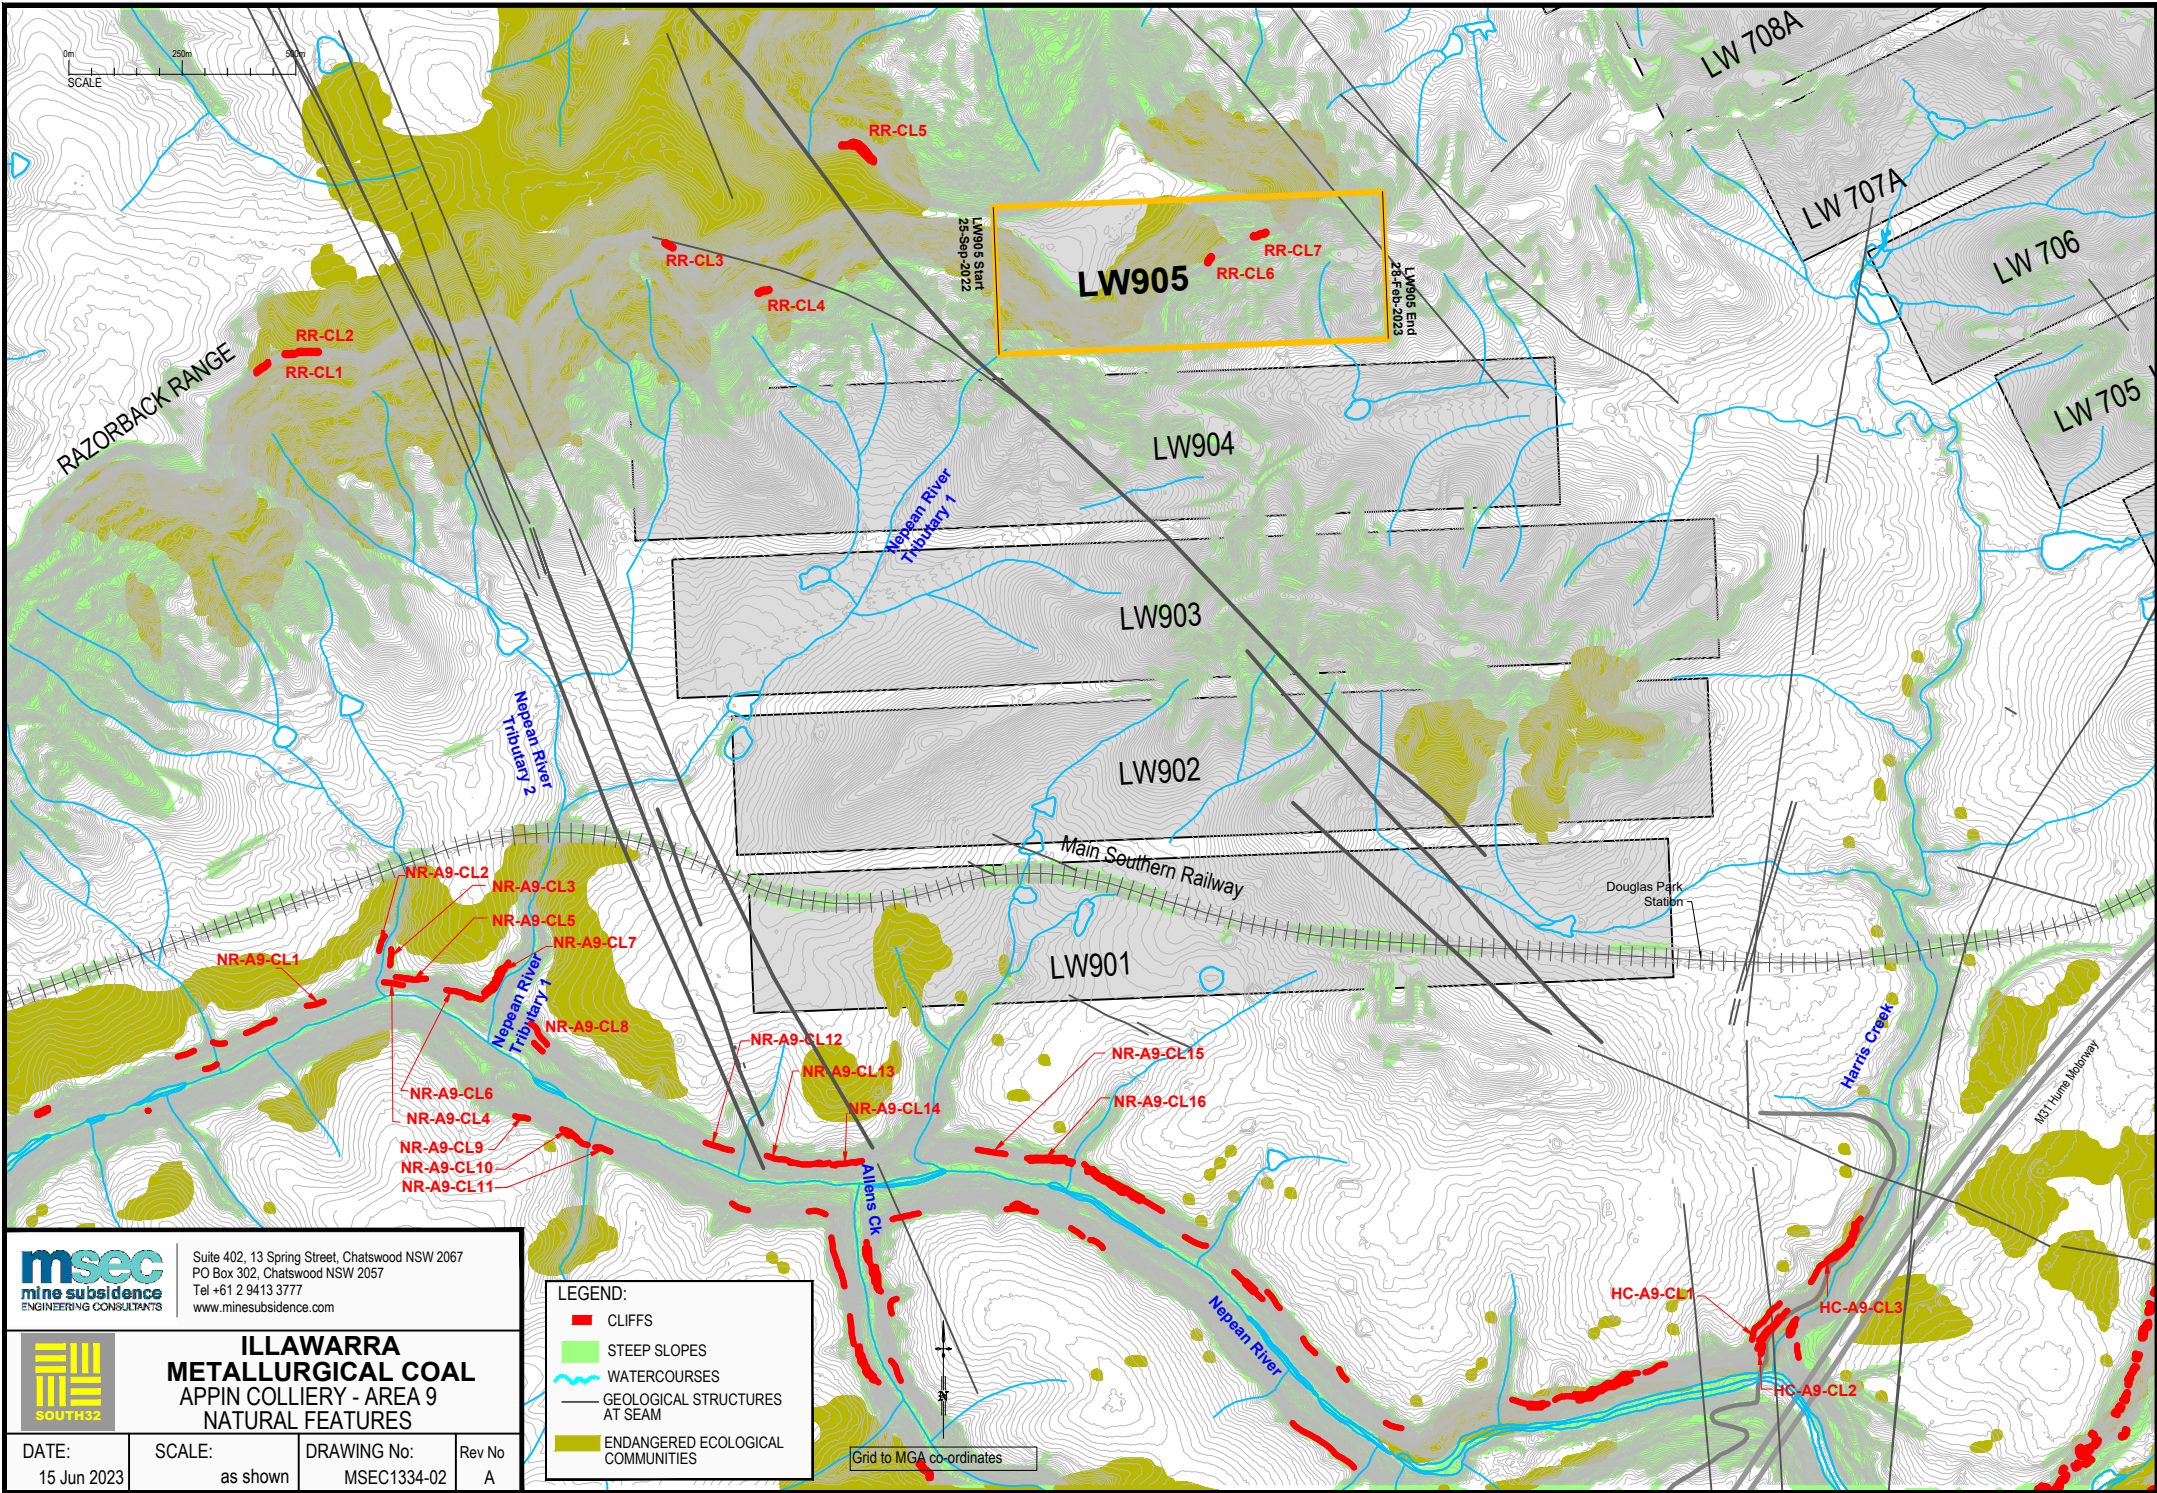 0m 250m 500m
SCALE
LW 708A
RR-CL5
LW 707A
LW905 Start
25-Sep-2022
RR-CL3
RR-CL7
LW 706
RR-CL6
LW905
RR-CL4
LW905 End
28-Feb-2023
RR-CL2
RR-CL1
RAZORBACK RANGE
LW 705
LW904
Nepean River
Tributary 1
LW903
Nepean River
Tributary 2
LW902
Main Southern Railway
NR-A9-CL2
NR-A9-CL3
Douglas Park
Station
NR-A9-CL5
NR-A9-CL7
NR-A9-CL1
LW901
Nepean River
Tributary 1
NR-A9-CL8
NR-A9-CL12
NR-A9-CL15
Harris Creek
NR-A9-CL13
M31 Hume Motorway
NR-A9-CL6
NR-A9-CL14
NR-A9-CL16
NR-A9-CL4
NR-A9-CL9
NR-A9-CL10
NR-A9-CL11
Allens Ck
Nepean River
HC-A9-CL1
HC-A9-CL3
HC-A9-CL2
msec
mine subsidence
ENGINEERING CONSULTANTS
Suite 402, 13 Spring Street, Chatswood NSW 2067
PO Box 302, Chatswood NSW 2057
Tel +61 2 9413 3777
www.minesubsidence.com
SOUTH32
ILLAWARRA
METALLURGICAL COAL
APPIN COLLIERY - AREA 9
NATURAL FEATURES
DATE:
15 Jun 2023
SCALE:
as shown
DRAWING No:
MSEC1334-02
Rev No
A
LEGEND:
CLIFFS
STEEP SLOPES
WATERCOURSES
GEOLOGICAL STRUCTURES
AT SEAM
ENDANGERED ECOLOGICAL
COMMUNITIES
N
Grid to MGA co-ordinates